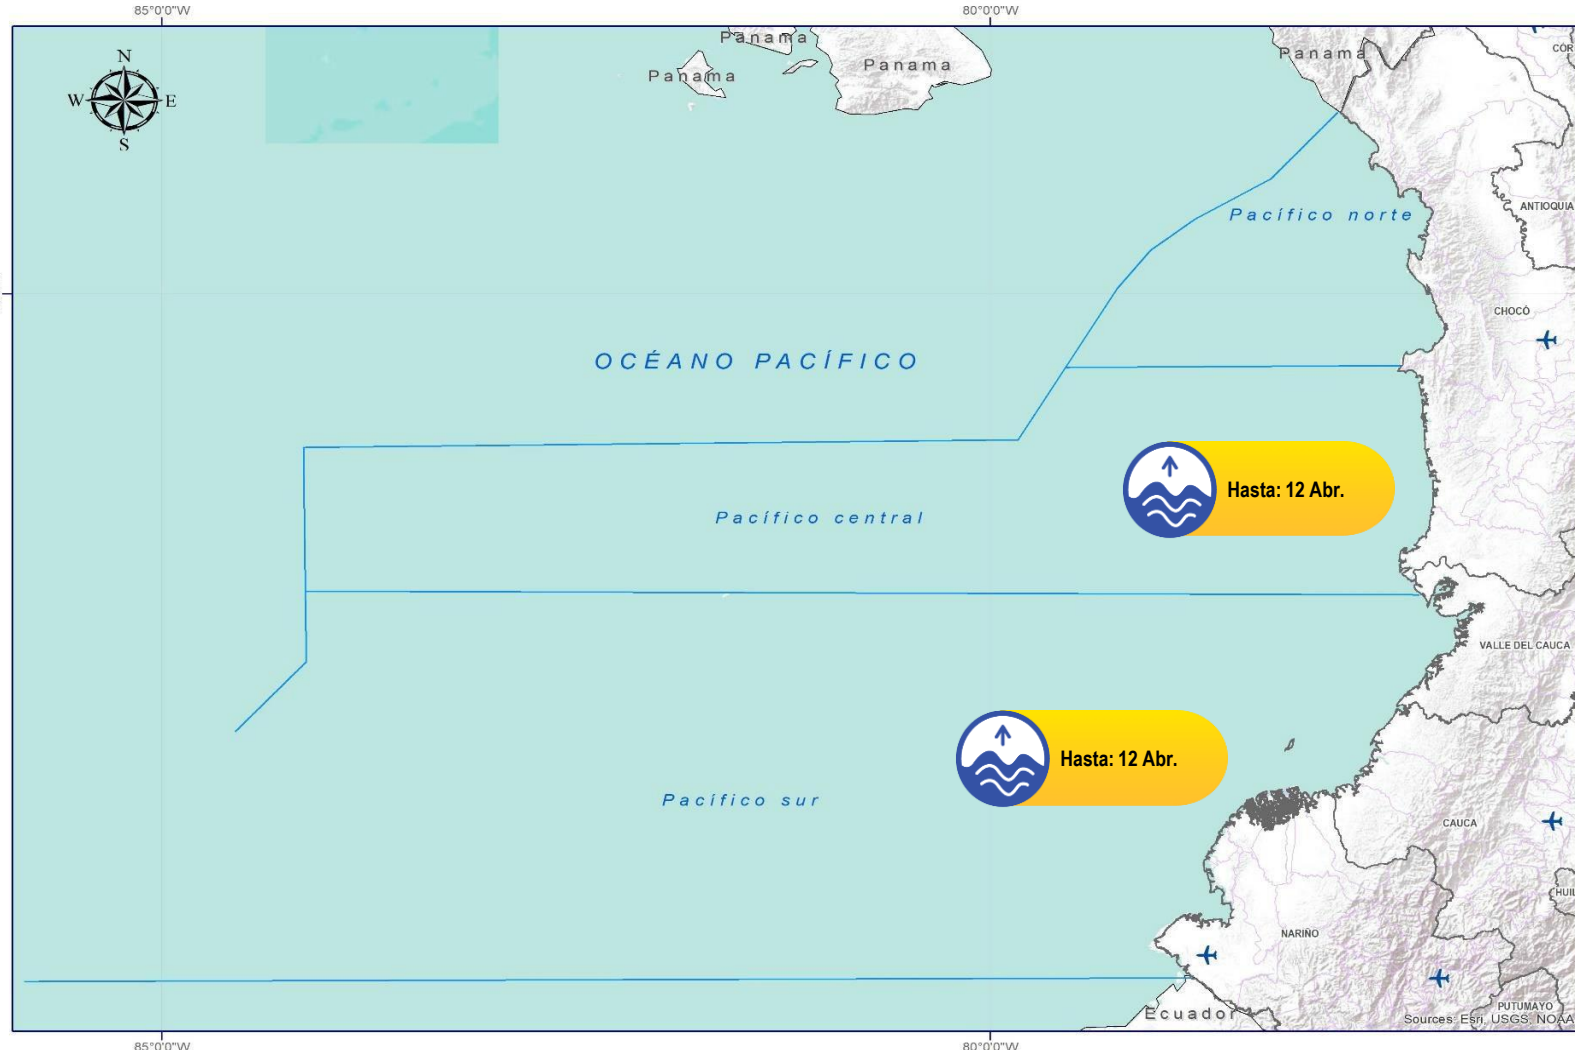 85°0'0"W
80°0'0"W
N
W
E
S
Panama
Panama
Panama
Panama
CÓR
ANTIOQUIA
Pacífico norte
CHOCÓ
OCÉANO PACÍFICO
Hasta: 12 Abr.
Pacífico central
VALLE DEL CAUCA
Hasta: 12 Abr.
Pacífico sur
CAUCA
HUIL
NARIÑO
PUTUMAYO
Ecuador
Sources: Esri, USGS, NOAA
85°0'0"W
80°0'0"W